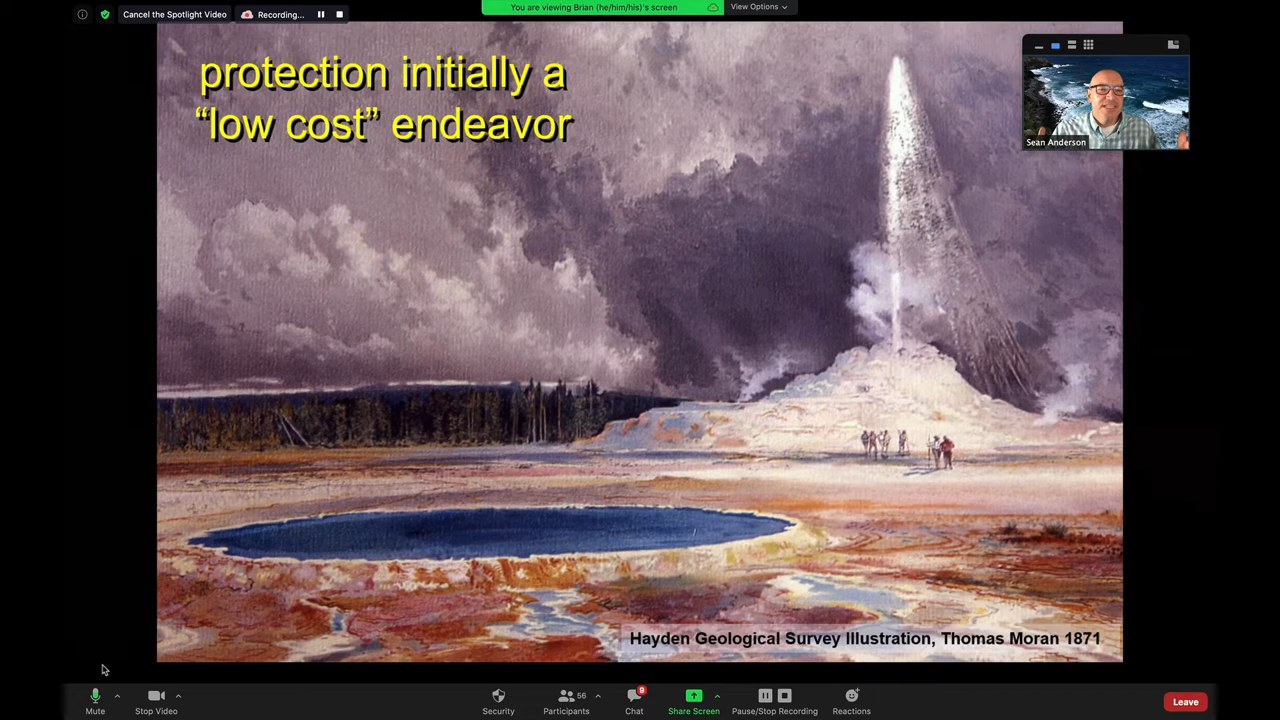 Cancel the Spotlight Video
Recording...
You are viewing Brian (he/him/his)'s screen
View Options
protection initially a
“low cost” endeavor
Sean Anderson
Hayden Geological Survey Illustration, Thomas Moran 1871
Mute
Stop Video
Security
56
Participants
9
Chat
Share Screen
Pause/Stop Recording
Reactions
Leave